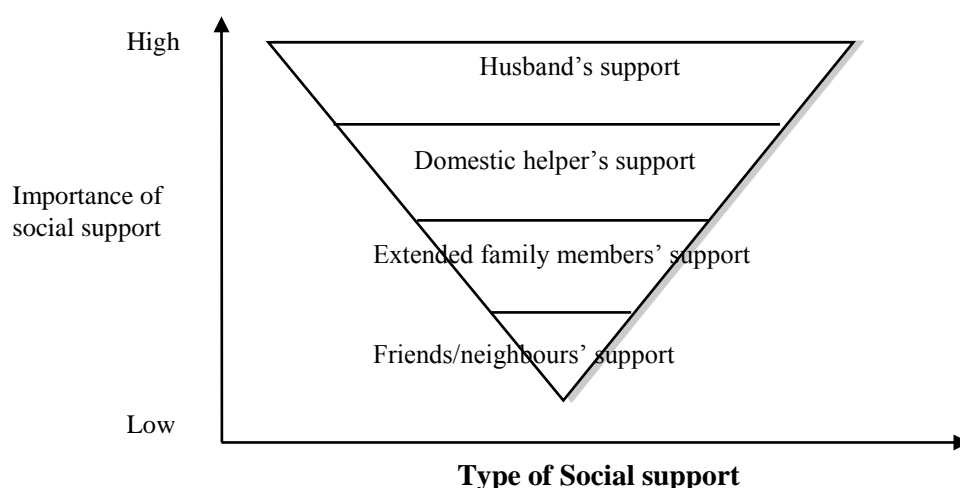 High
Husband’s support
Domestic helper’s support
Importance of
social support
Extended family members’ support
Friends/neighbours’ support
Low
Type of Social support